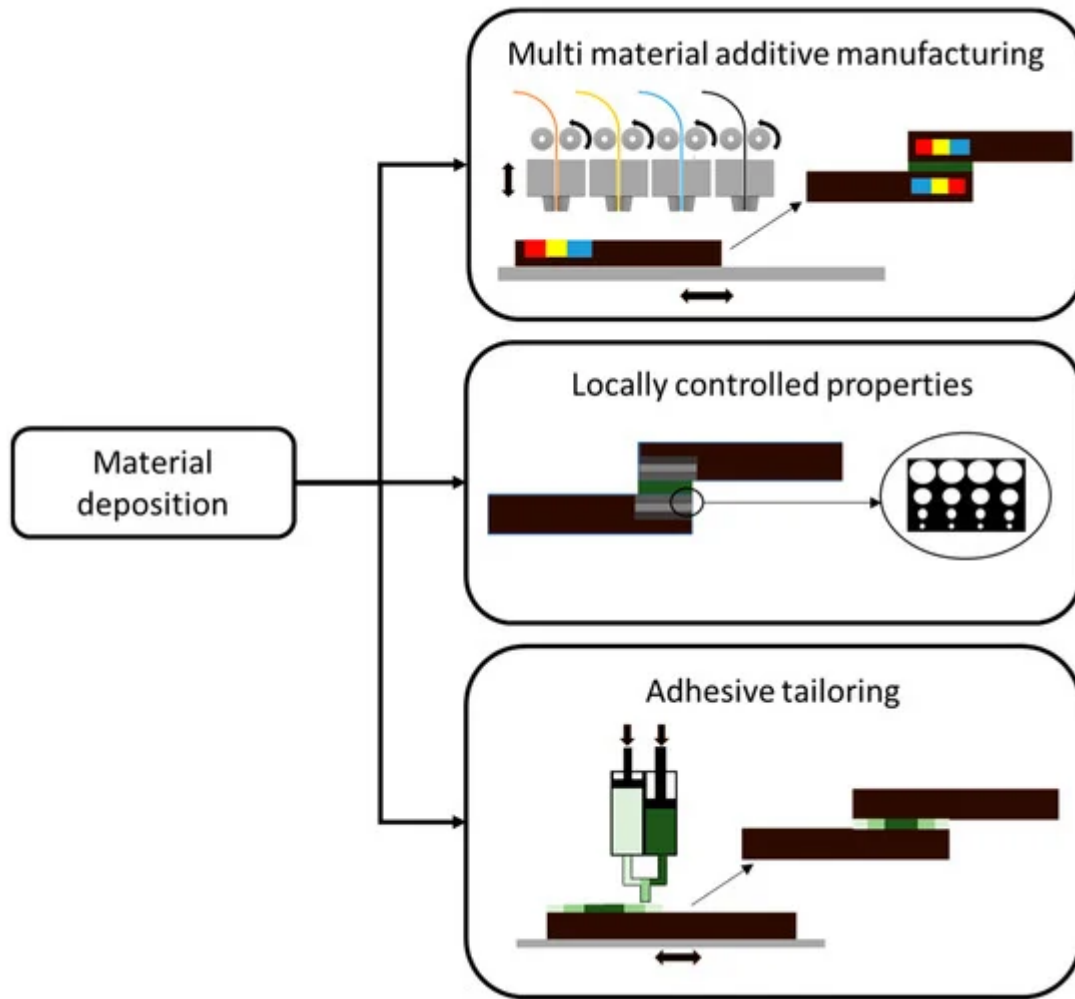 Multi material additive manufacturing
Locally controlled properties
Material
deposition
Adhesive tailoring